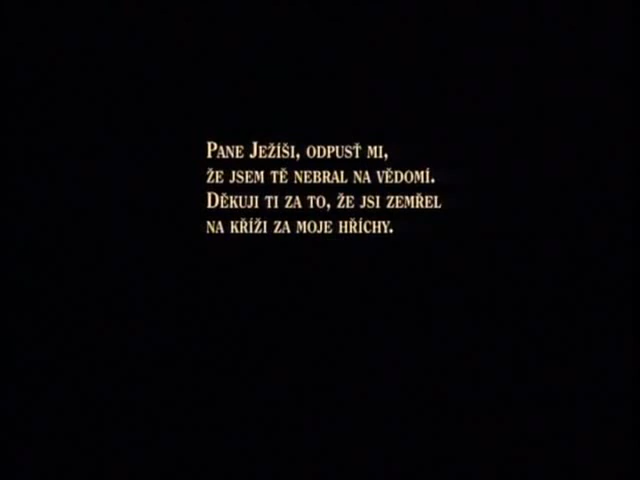 Pane Ježíši, odpusť mi,
že jsem tě nebral na vědomí.
Děkuji ti za to, že jsi zemřel
na kříži za moje hříchy.